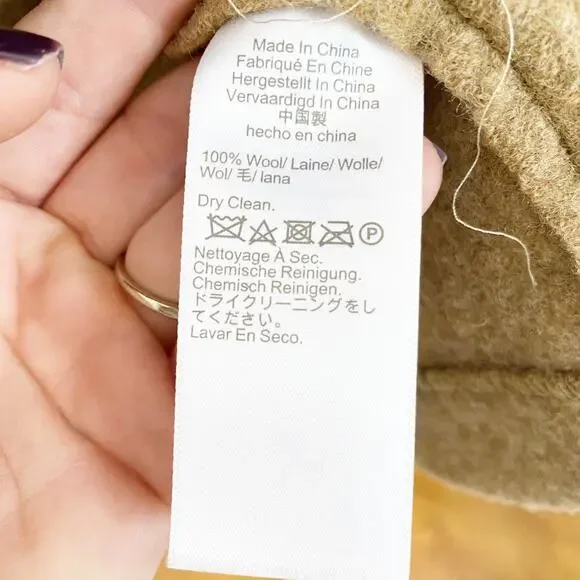 Made In China
Fabriqué En Chine
Hergestellt In China
Vervaardigd In China
中国製
hecho en china
100% Wool/ Laine/ Wolle/
Wol/ 毛/ lana
Dry Clean.
P
Nettoyage À Sec.
Chemische Reinigung.
Chemisch Reinigen.
ドライクリーニングをし
てください。
Lavar En Seco.